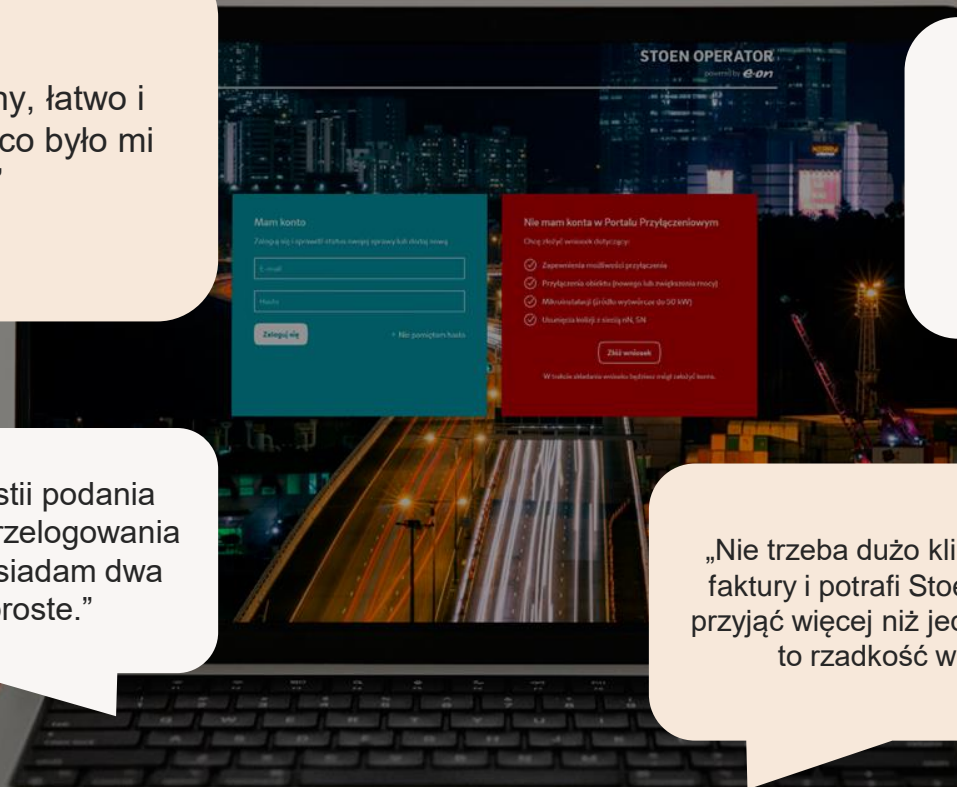 ny, łatwo i
co było mi
”
STOEN OPERATOR
powered by e·on
Mam konto
Zaloguj się i sprawdź status swojej sprawy lub dodaj nową
E-mail
Hasło
Zaloguj się
Nie pamiętam hasła
Nie mam konta w Portalu Przyłączeniowym
Chcę złożyć wniosek dotyczący:
Zapewnienia możliwości przyłączenia
Przyłączenia obiektu (nowego lub zwiększenia mocy)
Mikroinstalacji (źródło wytwórcze do 50 kW)
Usunięcia kolizji z siecią nN, SN
Złóż wniosek
W trakcie składania wniosku będziesz mógł założyć konto.
stii podania
rzelogowania
siadam dwa
roste.”
„Nie trzeba dużo kli
faktury i potrafi Stoe
przyjąć więcej niż jed
to rzadkość w